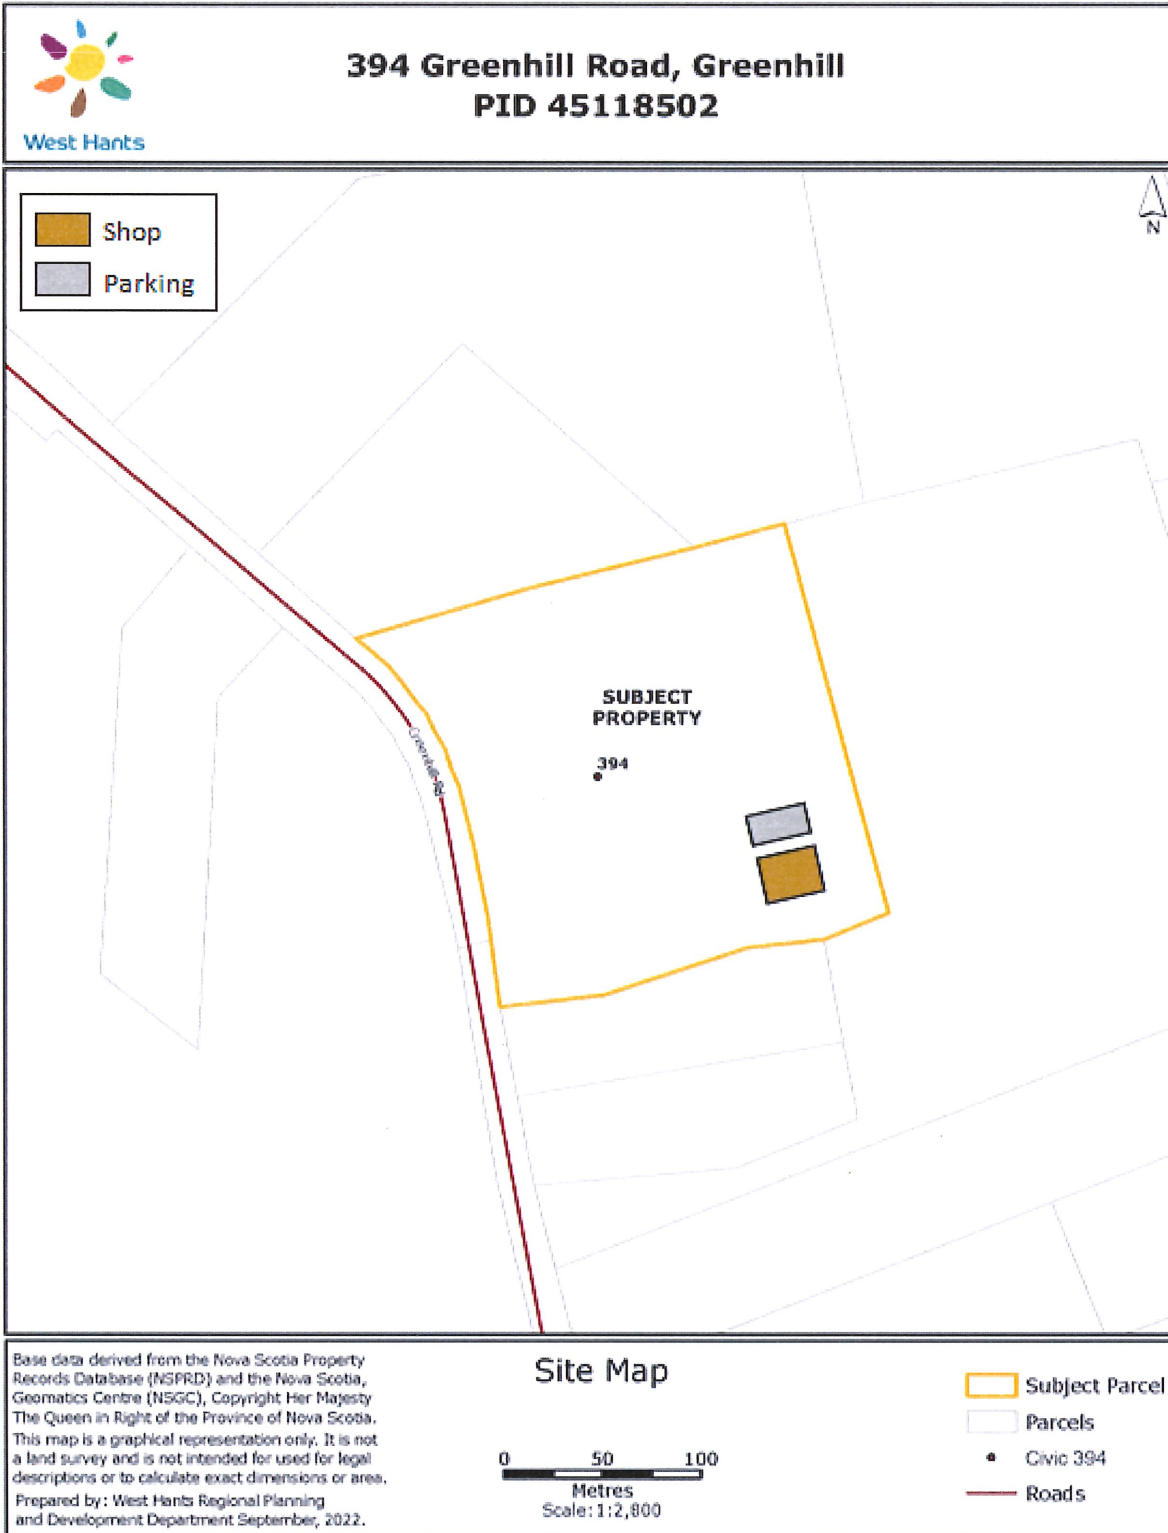 394 Greenhill Road, Greenhill
PID 45118502
West Hants
Shop
Parking
N
SUBJECT
PROPERTY
394
Greenhill Rd
Site Map
Base data derived from the Nova Scotia Property
Records Database (NSPRD) and the Nova Scotia,
Geomatics Centre (NSGC), Copyright Her Majesty
The Queen in Right of the Province of Nova Scotia.
This map is a graphical representation only. It is not
a land survey and is not intended for used for legal
descriptions or to calculate exact dimensions or area.
Prepared by: West Hants Regional Planning
and Development Department September, 2022.
0 50 100
Metres
Scale:1:2,800
Subject Parcel
Parcels
Civic 394
Roads